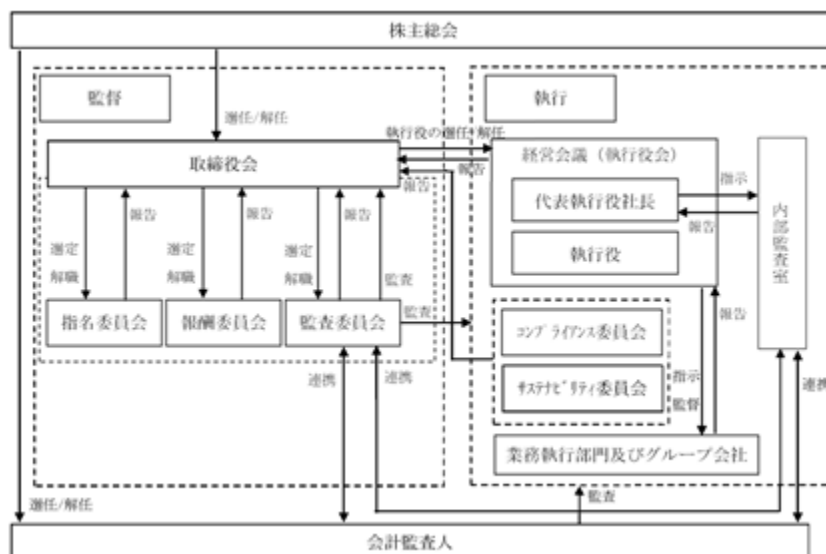 株主総会
監督
執行
選任/解任
執行役の選任/解任
取締役会
報告
報告
経営会議（執行役会）
代表執行役社長
指示
報告
執行役
内部監査室
選定
解職
報告
選定
解職
報告
選定
解職
報告
監査
指名委員会
報酬委員会
監査委員会
監査
コンプライアンス委員会
サステナビリティ委員会
報告
指示
監督
連携
連携
連携
業務執行部門及びグループ会社
選任/解任
監査
会計監査人